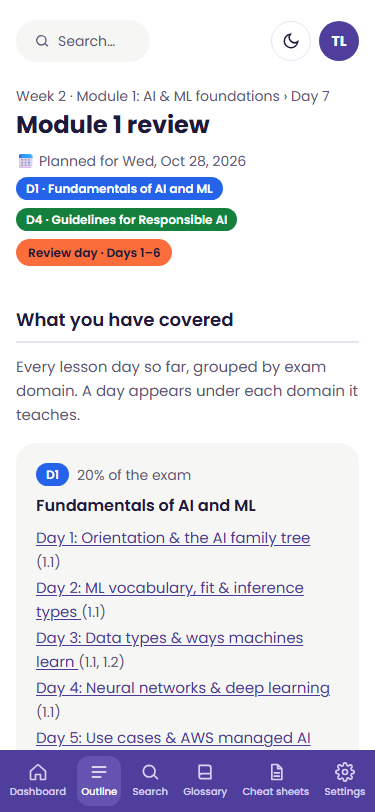 Search...
TL
Week 2 · Module 1: AI & ML foundations › Day 7
Module 1 review
Planned for Wed, Oct 28, 2026
D1 · Fundamentals of AI and ML
D4 · Guidelines for Responsible AI
Review day · Days 1–6
What you have covered
Every lesson day so far, grouped by exam
domain. A day appears under each domain it
teaches.
D1 20% of the exam
Fundamentals of AI and ML
Day 1: Orientation & the AI family tree
(1.1)
Day 2: ML vocabulary, fit & inference
types (1.1)
Day 3: Data types & ways machines
learn (1.1, 1.2)
Day 4: Neural networks & deep learning
(1.1)
Day 5: Use cases & AWS managed AI
Dashboard Outline Search Glossary Cheat sheets Settings